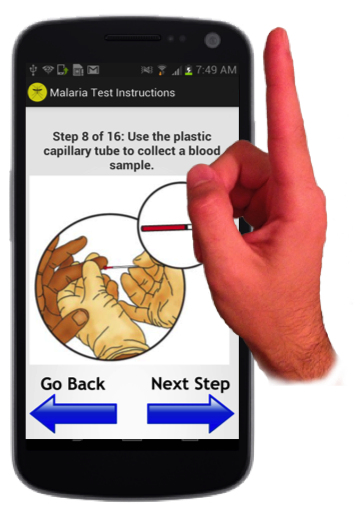 7:49 AM
Malaria Test Instructions
Step 8 of 16: Use the plastic
capillary tube to collect a blood
sample.
Go Back Next Step